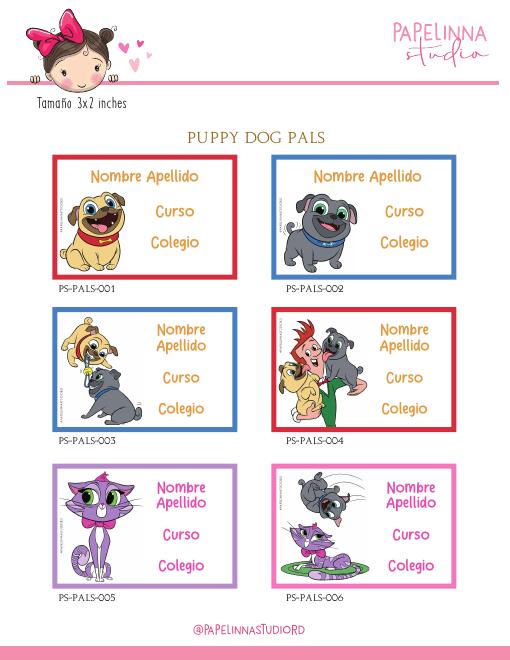 PAPELINNA
studio
Tamaño 3x2 inches
PUPPY DOG PALS
Nombre Apellido
Curso
Colegio
PS-PALS-001
Nombre Apellido
Curso
Colegio
PS-PALS-002
Nombre
Apellido
Curso
Colegio
PS-PALS-003
Nombre
Apellido
Curso
Colegio
PS-PALS-004
Nombre
Apellido
Curso
Colegio
PS-PALS-005
Nombre
Apellido
Curso
Colegio
PS-PALS-006
@PAPELINNASTUDIORD